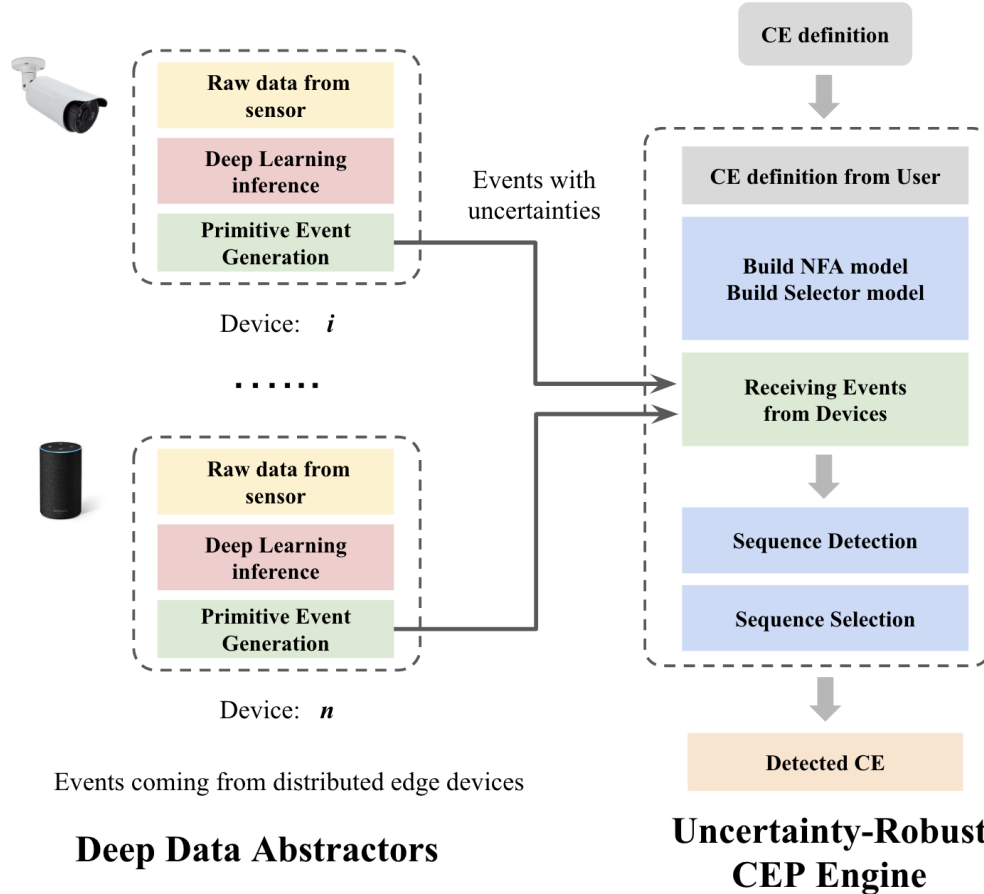 CE definition
Raw data from
sensor
Deep Learning
inference
Primitive Event
Generation
Device: i
......
Raw data from
sensor
Deep Learning
inference
Primitive Event
Generation
Device: n
Events coming from distributed edge devices
Deep Data Abstractors
Events with
uncertainties
CE definition from User
Build NFA model
Build Selector model
Receiving Events
from Devices
Sequence Detection
Sequence Selection
Detected CE
Uncertainty-Robust
CEP Engine